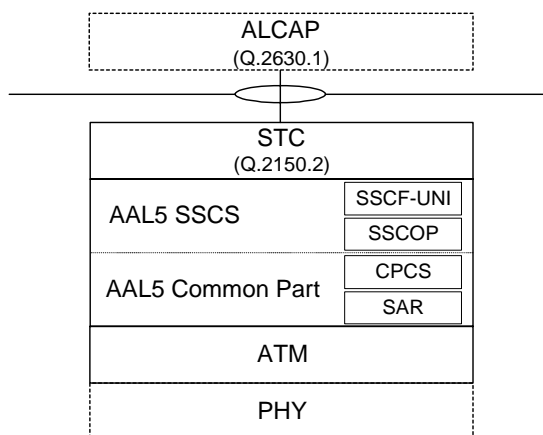 ALCAP
(Q.2630.1)
STC
(Q.2150.2)
AAL5 SSCS
SSCF-UNI
SSCOP
AAL5 Common Part
CPCS
SAR
ATM
PHY